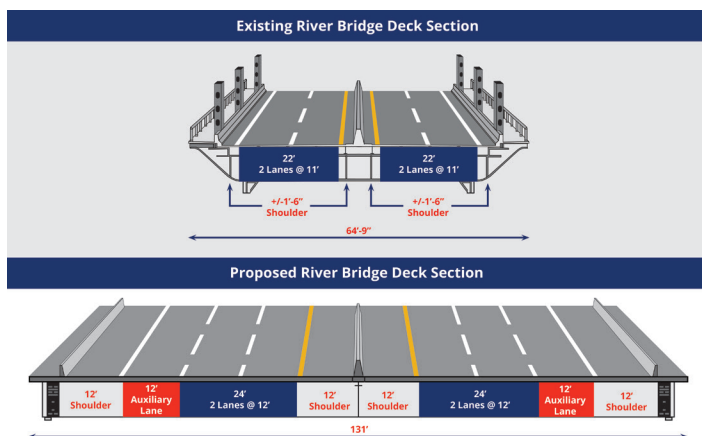 Existing River Bridge Deck Section
22'
2 Lanes @ 11'
22'
2 Lanes @ 11'
+/-1'-6"
Shoulder
+/-1'-6"
Shoulder
64'-9"
Proposed River Bridge Deck Section
12'
Shoulder
12'
Auxiliary
Lane
24'
2 Lanes @ 12'
12'
Shoulder
12'
Shoulder
24'
2 Lanes @ 12'
12'
Auxiliary
Lane
12'
Shoulder
131'